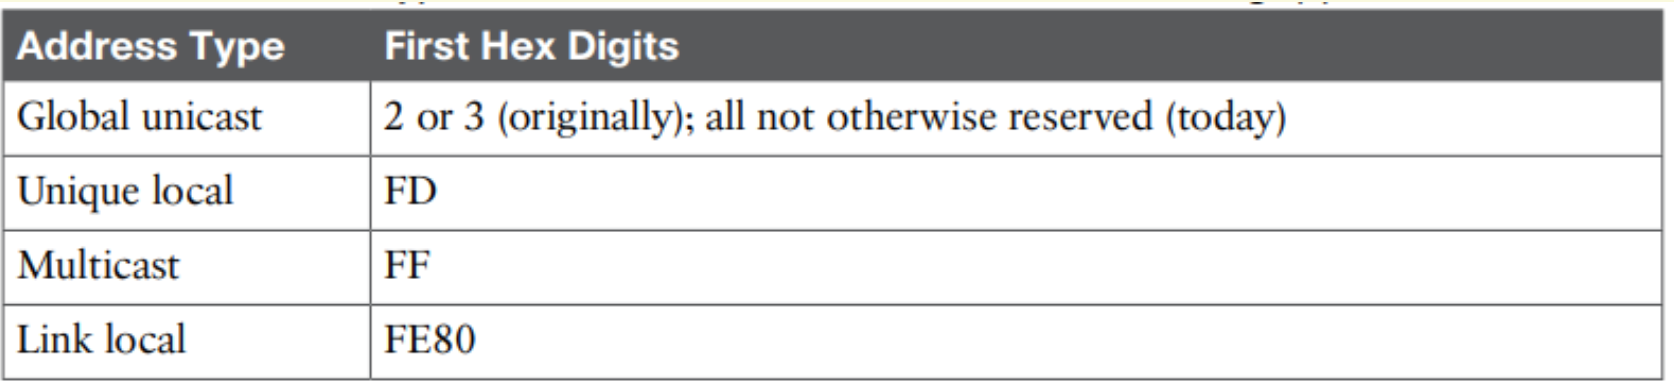 Address Type First Hex Digits
Global unicast 2 or 3 (originally); all not otherwise reserved (today)
Unique local FD
Multicast FF
Link local FE80